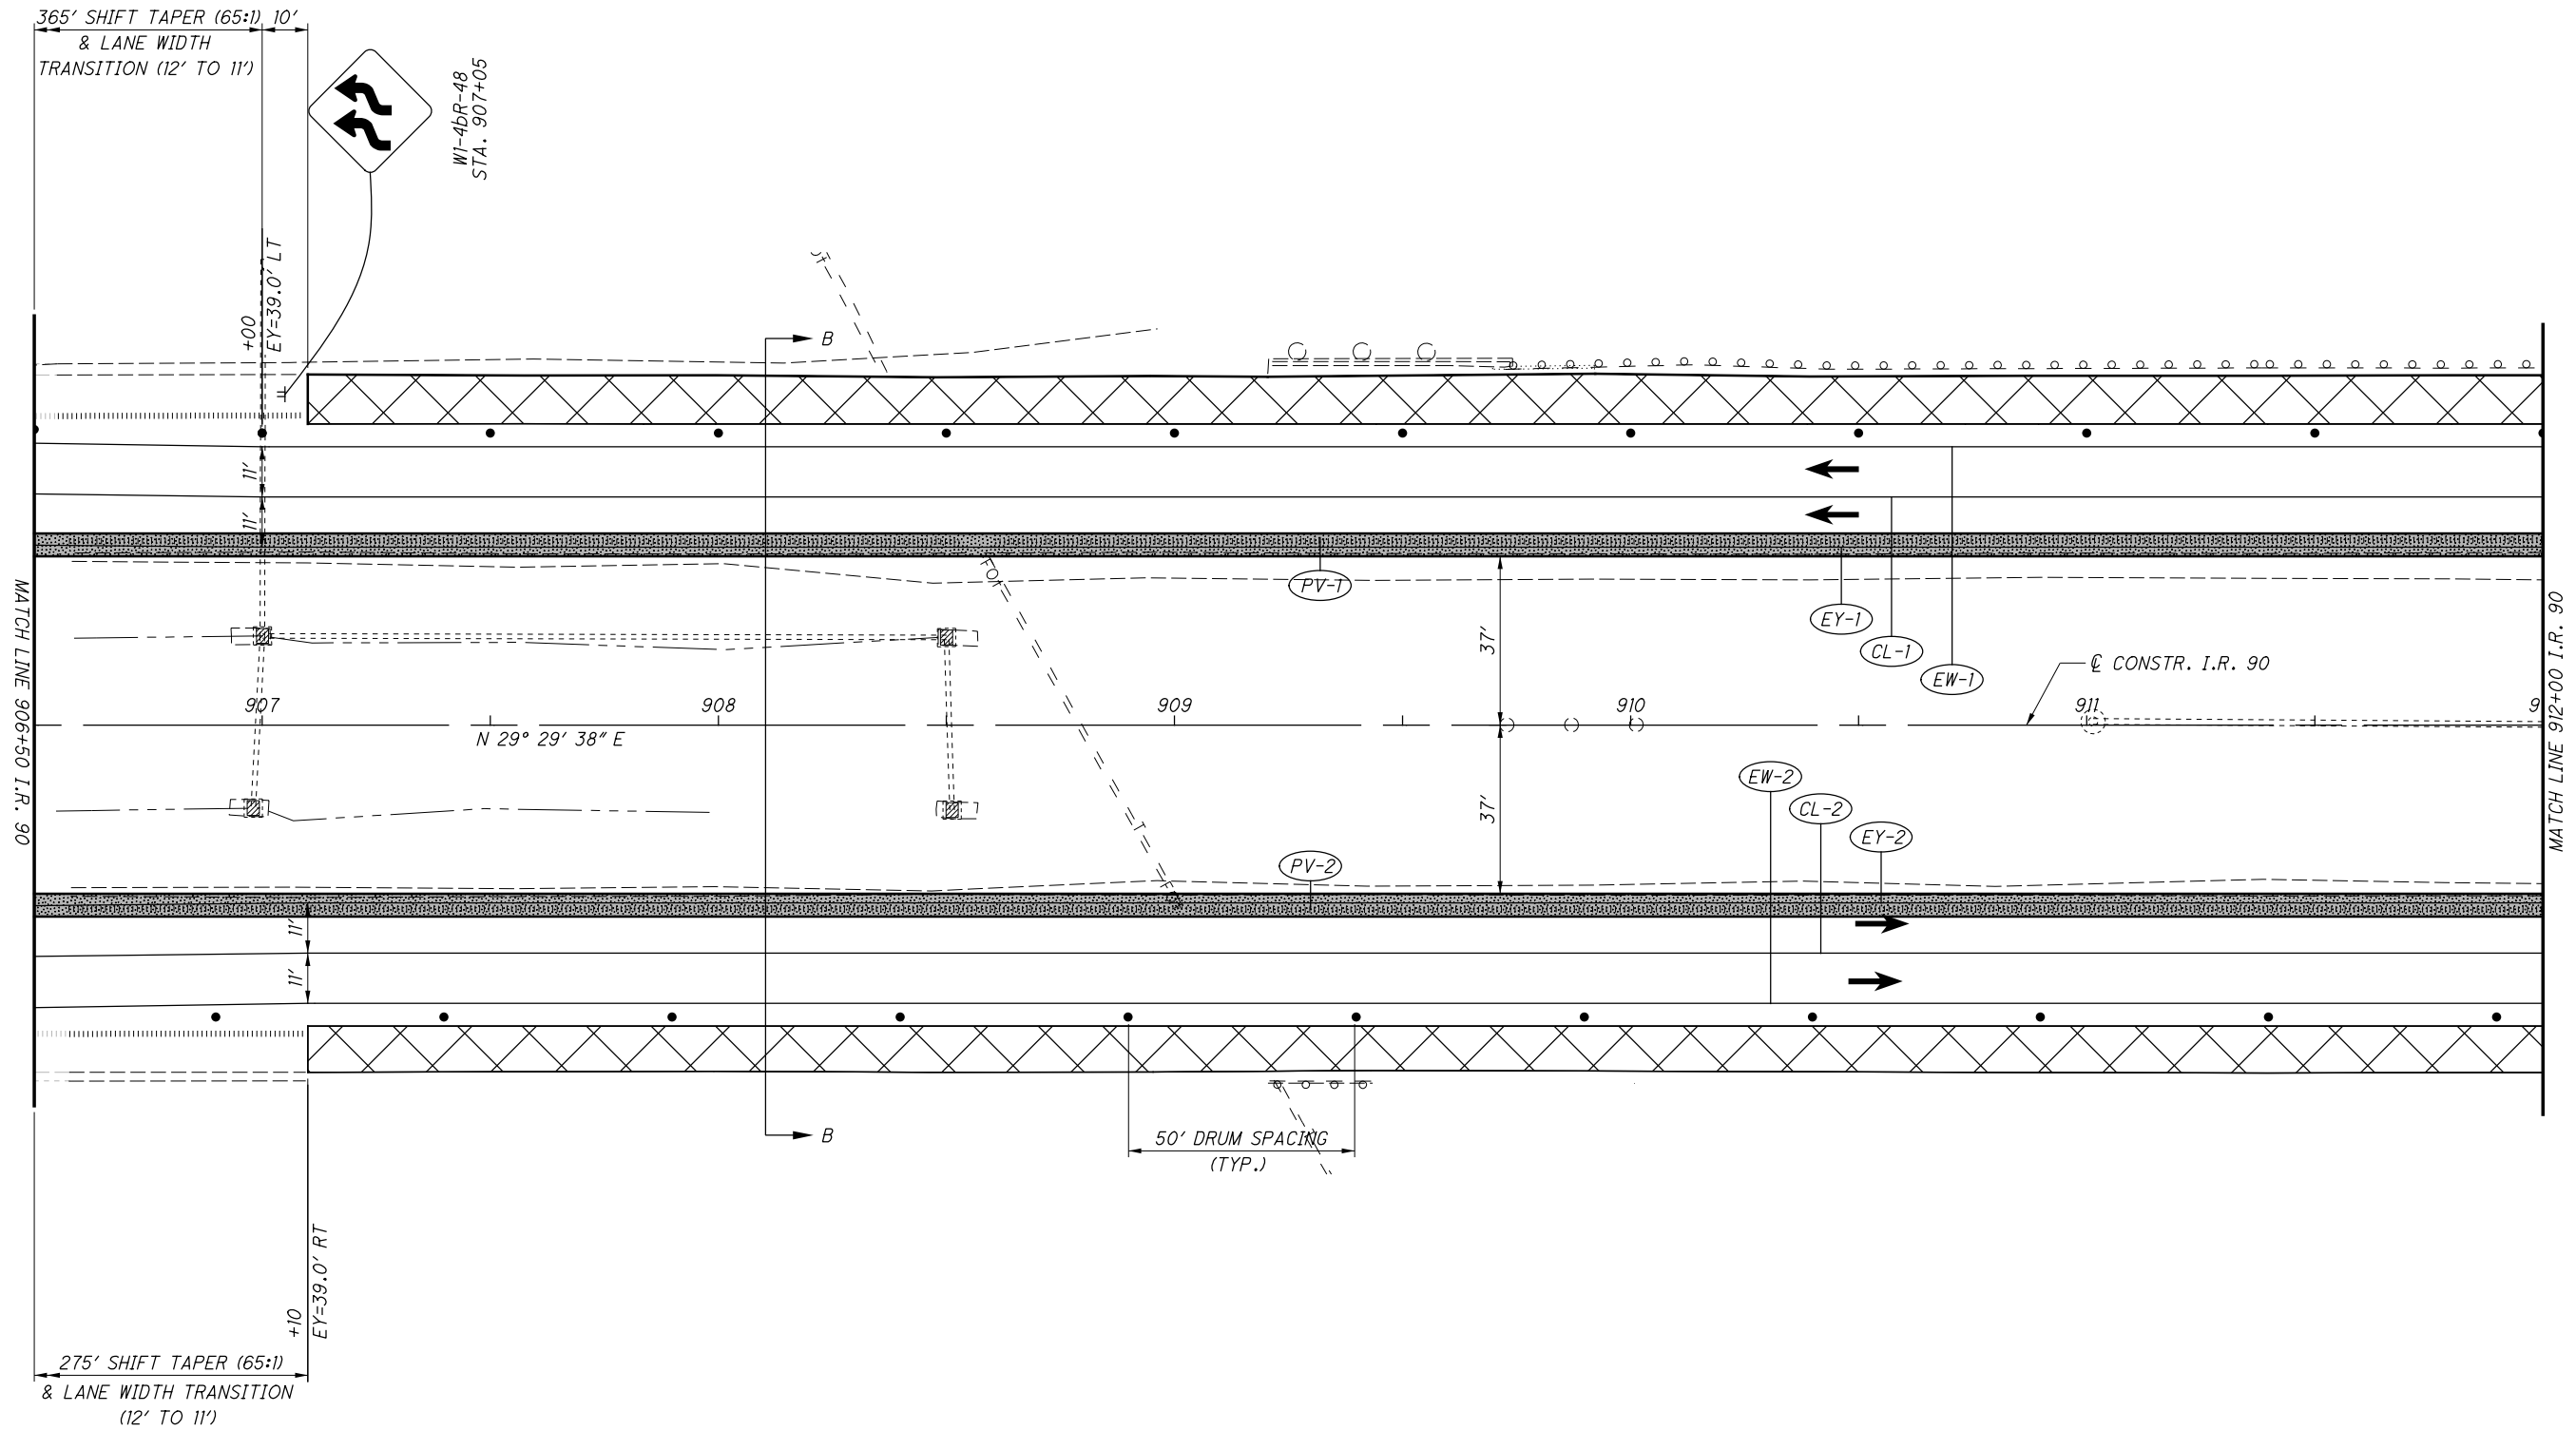 365' SHIFT TAPER (65:1) 10'
& LANE WIDTH
TRANSITION (12' TO 11')
W1-4bR-48
STA. 907+05
+00
EY=39.0' LT
B
11'
11'
FOT
PV-1
EY-1
CL-1
EW-1
37'
℄ CONSTR. I.R. 90
MATCH LINE 906+50 I.R. 90
MATCH LINE 912+00 I.R. 90
907
908
909
910
911
9
N 29° 29' 38" E
EW-2
CL-2
EY-2
PV-2
37'
11'
11'
B
50' DRUM SPACING
(TYP.)
+10
EY=39.0' RT
275' SHIFT TAPER (65:1)
& LANE WIDTH TRANSITION
(12' TO 11')